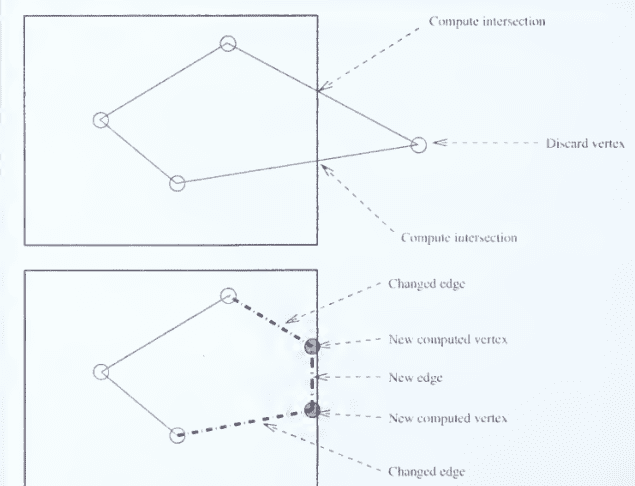 Compute intersection
Discard vertex
Compute intersection
Changed edge
New computed vertex
New edge
New computed vertex
Changed edge